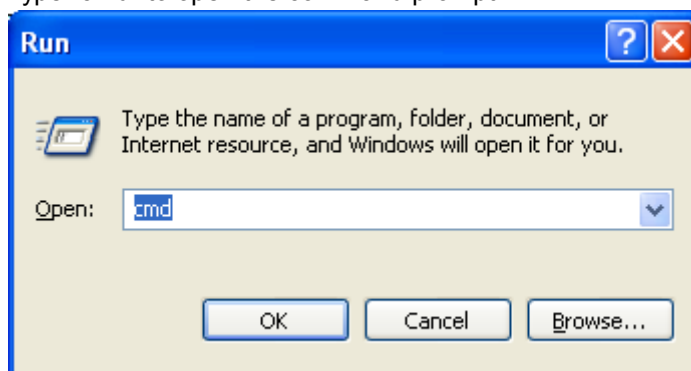 Run
Type the name of a program, folder, document, or
Internet resource, and Windows will open it for you.
Open: cmd
OK Cancel Browse...